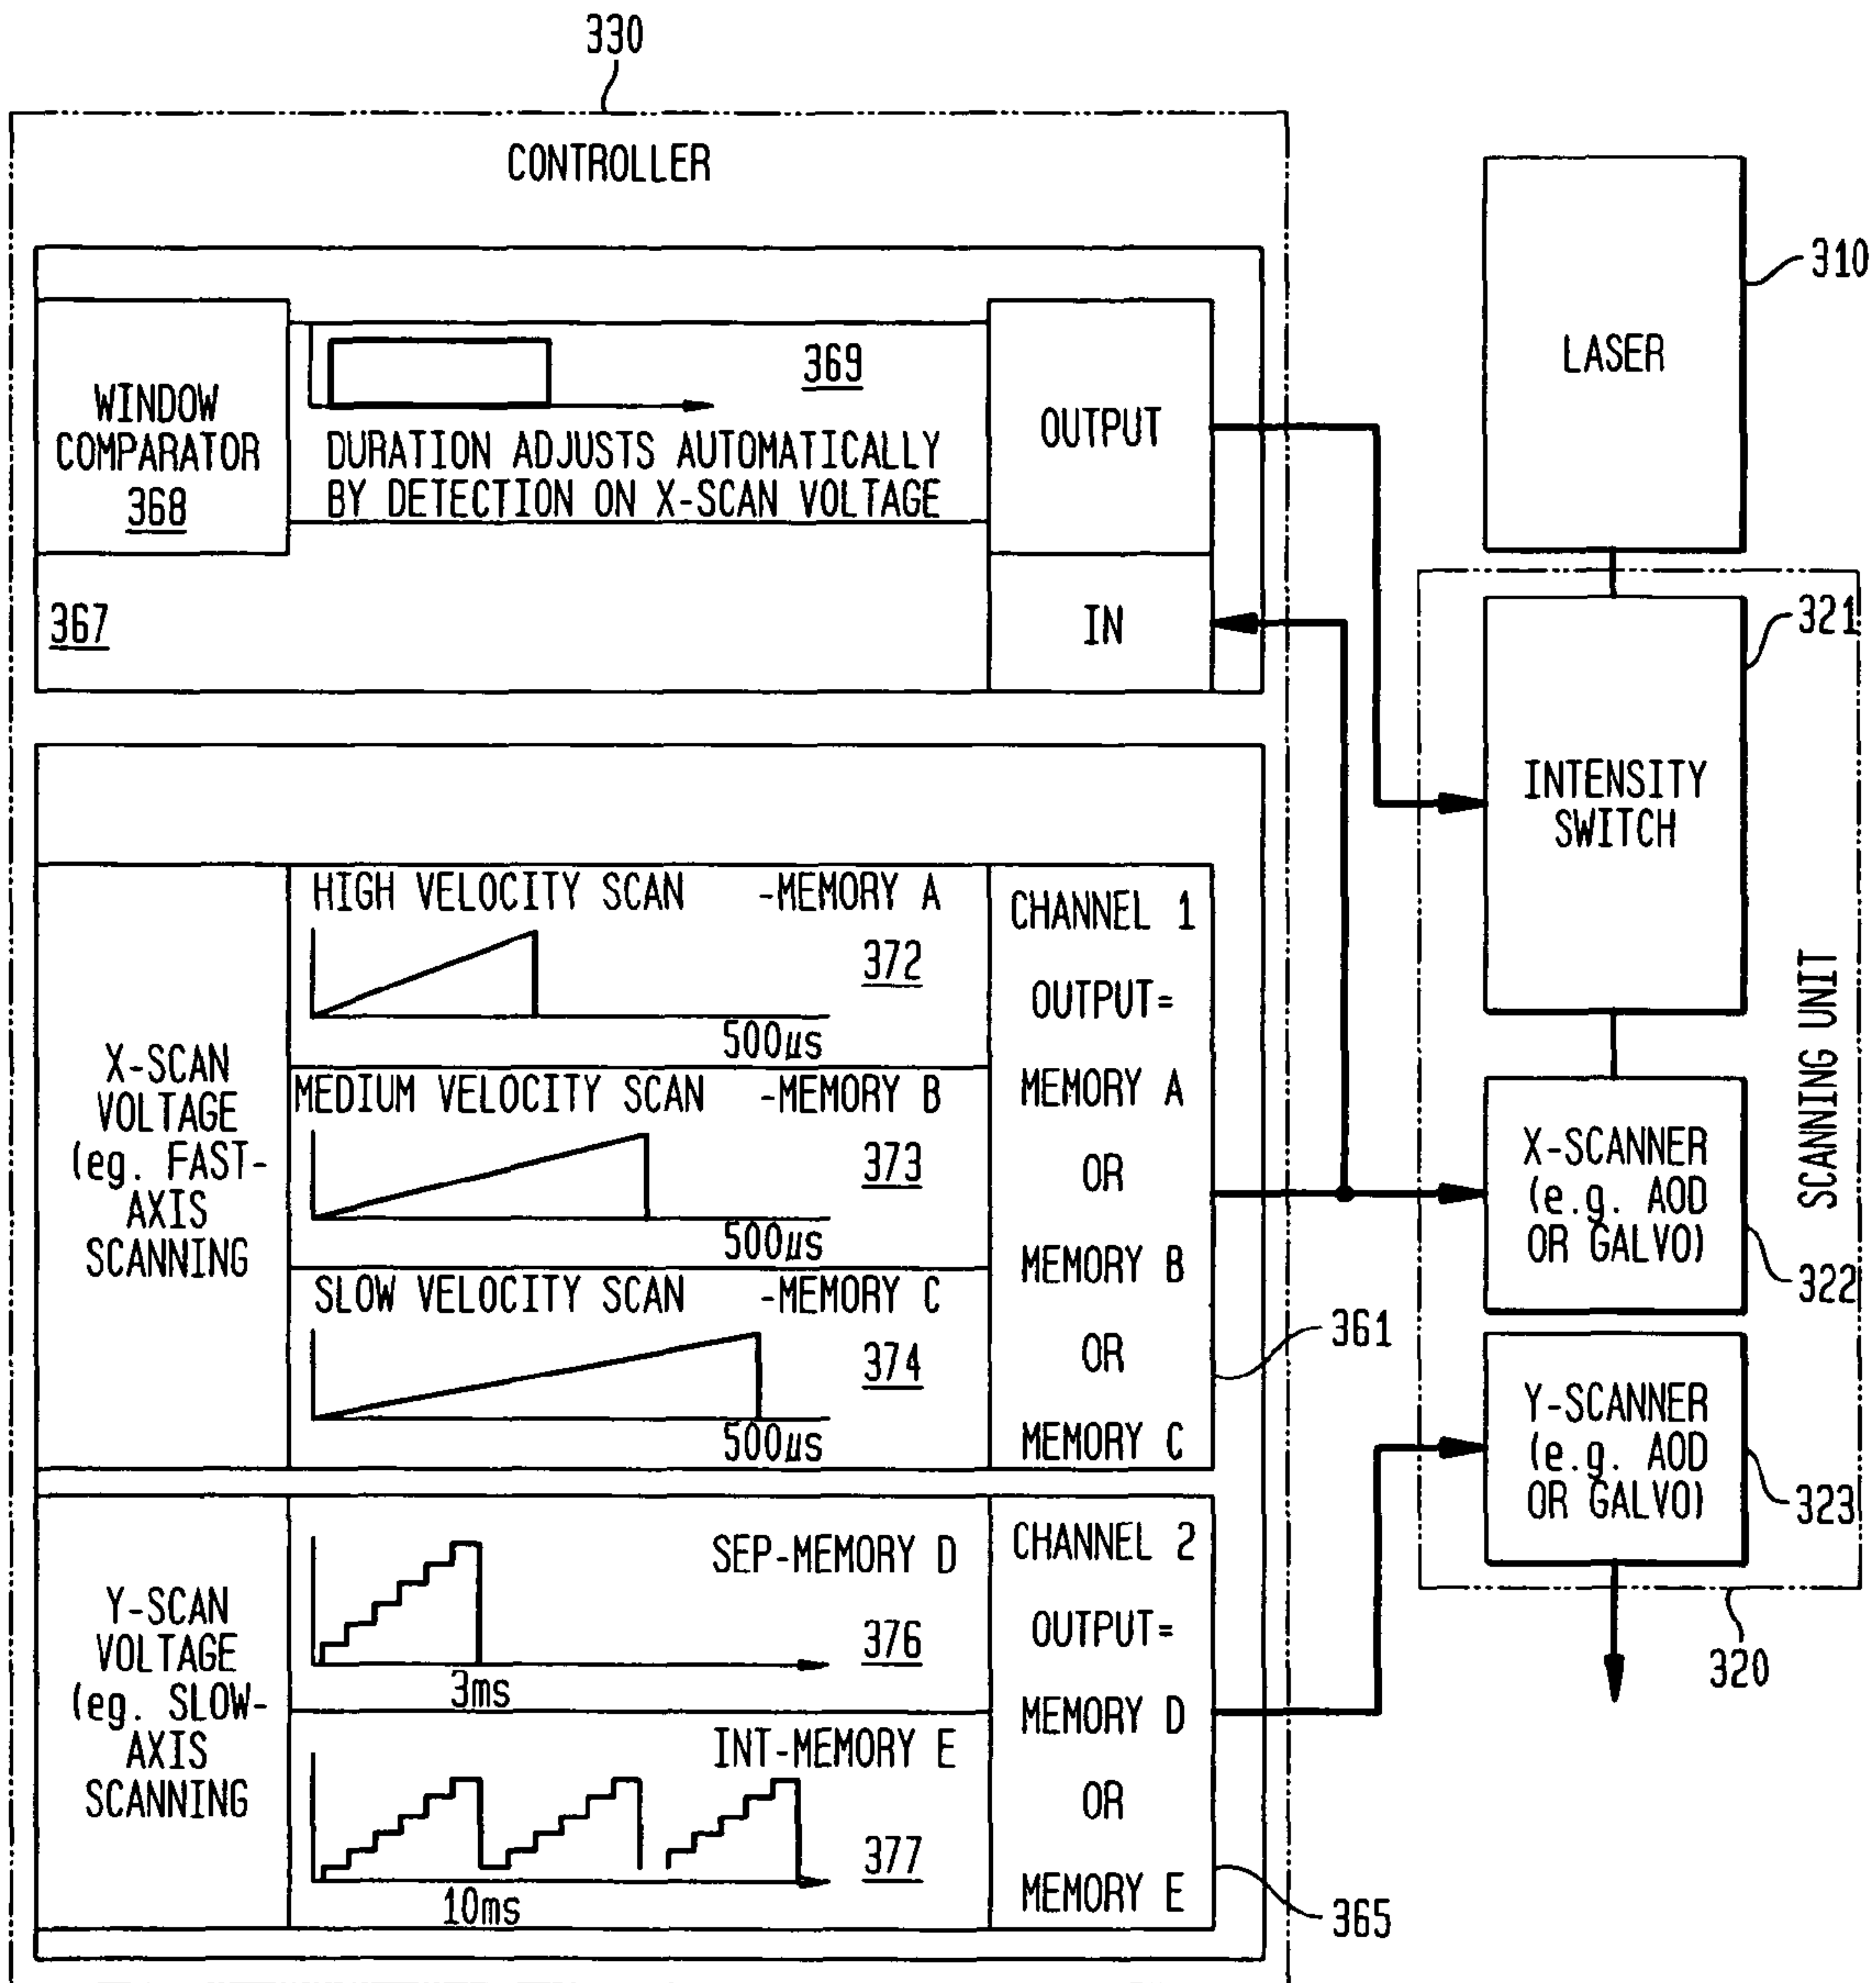 330
CONTROLLER
WINDOW
COMPARATOR
368
369
DURATION ADJUSTS AUTOMATICALLY
BY DETECTION ON X-SCAN VOLTAGE
OUTPUT
IN
367
LASER
310
INTENSITY
SWITCH
321
SCANNING UNIT
X-SCANNER
(e.g. AOD
OR GALVO)
322
Y-SCANNER
(e.g. AOD
OR GALVO)
323
320
X-SCAN
VOLTAGE
(eg. FAST-
AXIS
SCANNING
HIGH VELOCITY SCAN -MEMORY A
372
500µs
MEDIUM VELOCITY SCAN -MEMORY B
373
500µs
SLOW VELOCITY SCAN -MEMORY C
374
500µs
CHANNEL 1
OUTPUT=
MEMORY A
OR
MEMORY B
OR
MEMORY C
361
Y-SCAN
VOLTAGE
(eg. SLOW-
AXIS
SCANNING
SEP-MEMORY D
376
3ms
INT-MEMORY E
377
10ms
CHANNEL 2
OUTPUT=
MEMORY D
OR
MEMORY E
365